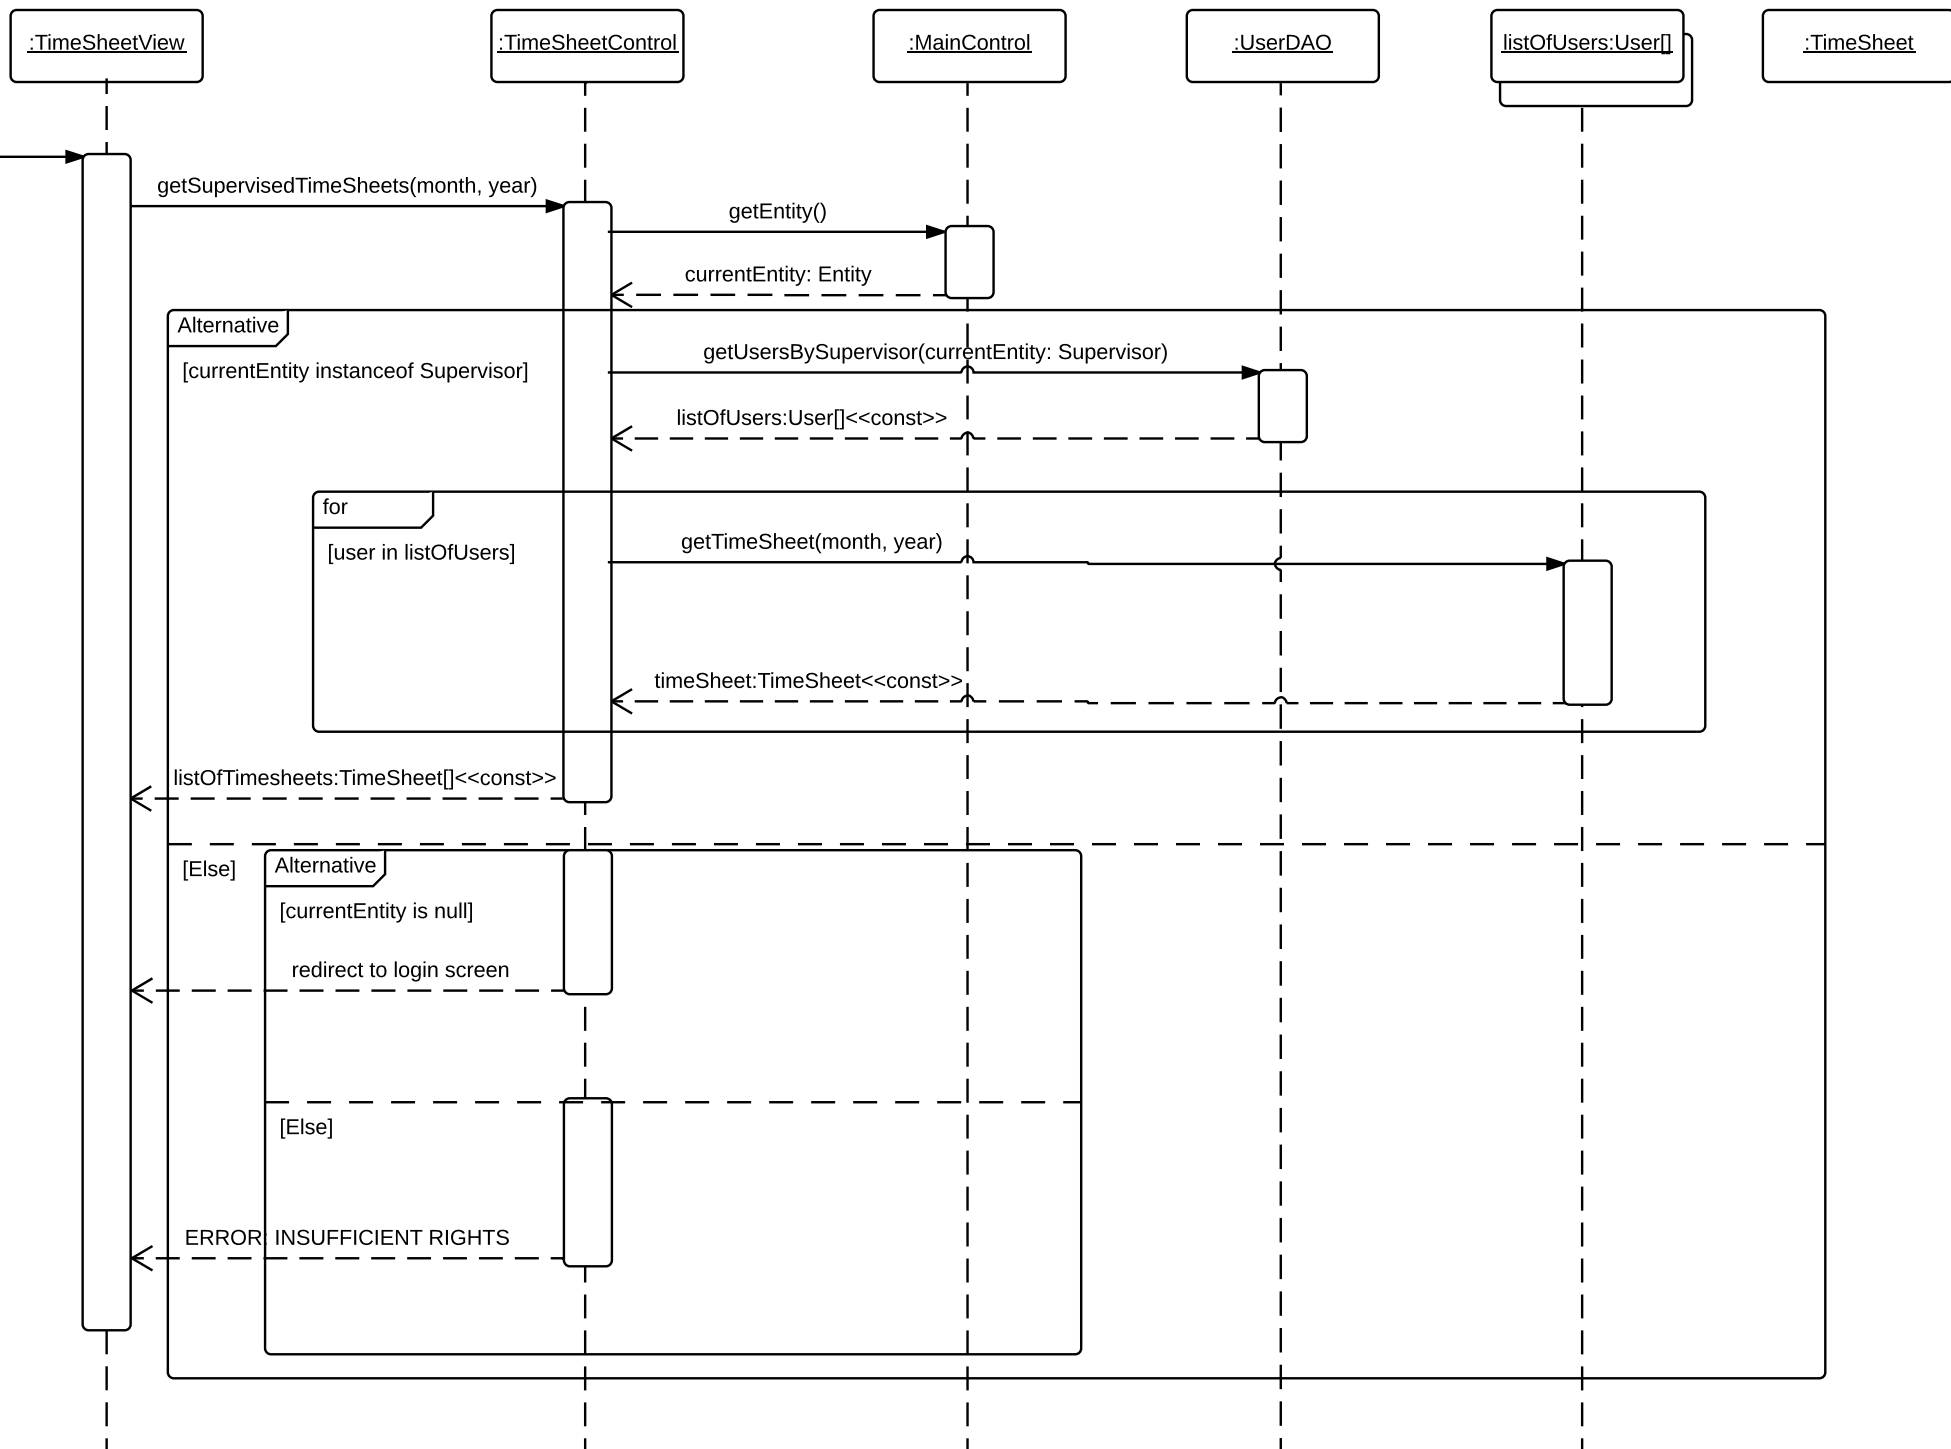 :TimeSheetView
:TimeSheetControl
:MainControl
:UserDAO
listOfUsers:User[]
:TimeSheet
getSupervisedTimeSheets(month, year)
getEntity()
currentEntity: Entity
Alternative
getUsersBySupervisor(currentEntity: Supervisor)
[currentEntity instanceof Supervisor]
listOfUsers:User[]<<const>>
for
getTimeSheet(month, year)
[user in listOfUsers]
timeSheet:TimeSheet<<const>>
listOfTimesheets:TimeSheet[]<<const>>
[Else]
Alternative
[currentEntity is null]
redirect to login screen
[Else]
ERROR: INSUFFICIENT RIGHTS